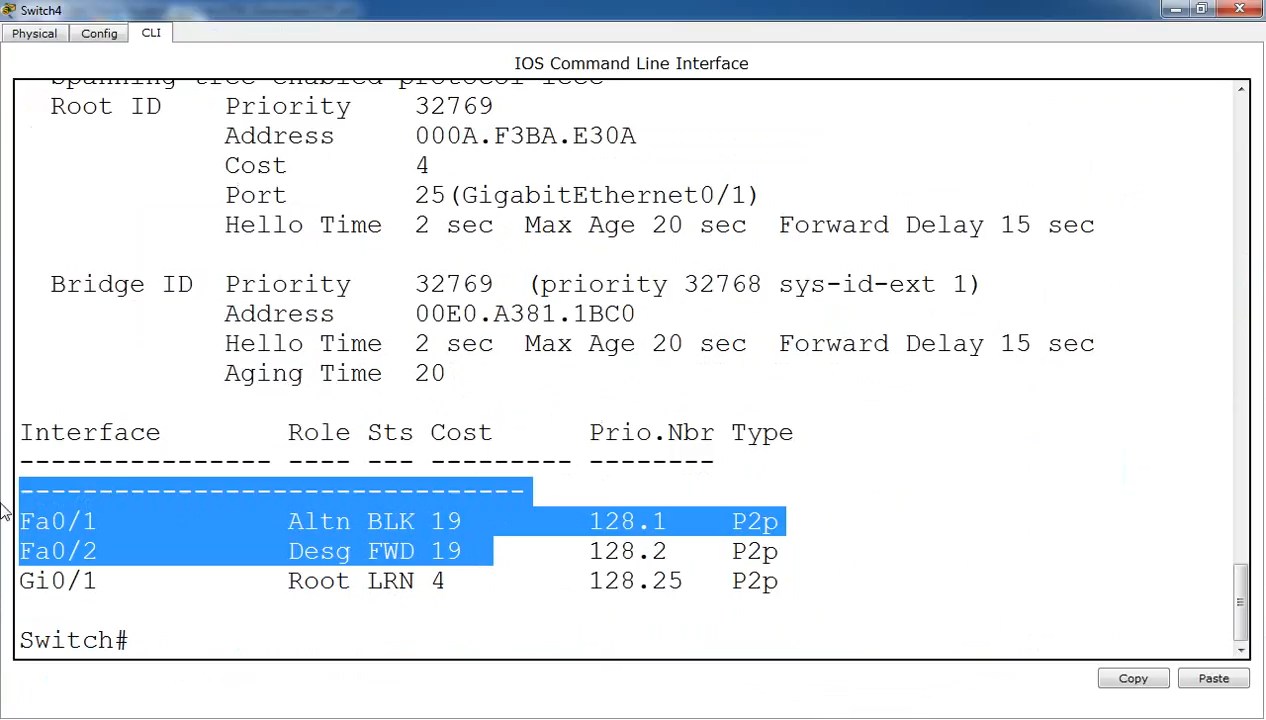 Switch4
Physical Config CLI
IOS Command Line Interface
Spanning tree enabled protocol ieee
Root ID Priority 32769
Address 000A.F3BA.E30A
Cost 4
Port 25(GigabitEthernet0/1)
Hello Time 2 sec Max Age 20 sec Forward Delay 15 sec
Bridge ID Priority 32769 (priority 32768 sys-id-ext 1)
Address 00E0.A381.1BC0
Hello Time 2 sec Max Age 20 sec Forward Delay 15 sec
Aging Time 20
Interface Role Sts Cost Prio.Nbr Type
---------------- ---- --- --------- --------
--------------------------------
Fa0/1 Altn BLK 19 128.1 P2p
Fa0/2 Desg FWD 19 128.2 P2p
Gi0/1 Root LRN 4 128.25 P2p
Switch#
Copy Paste